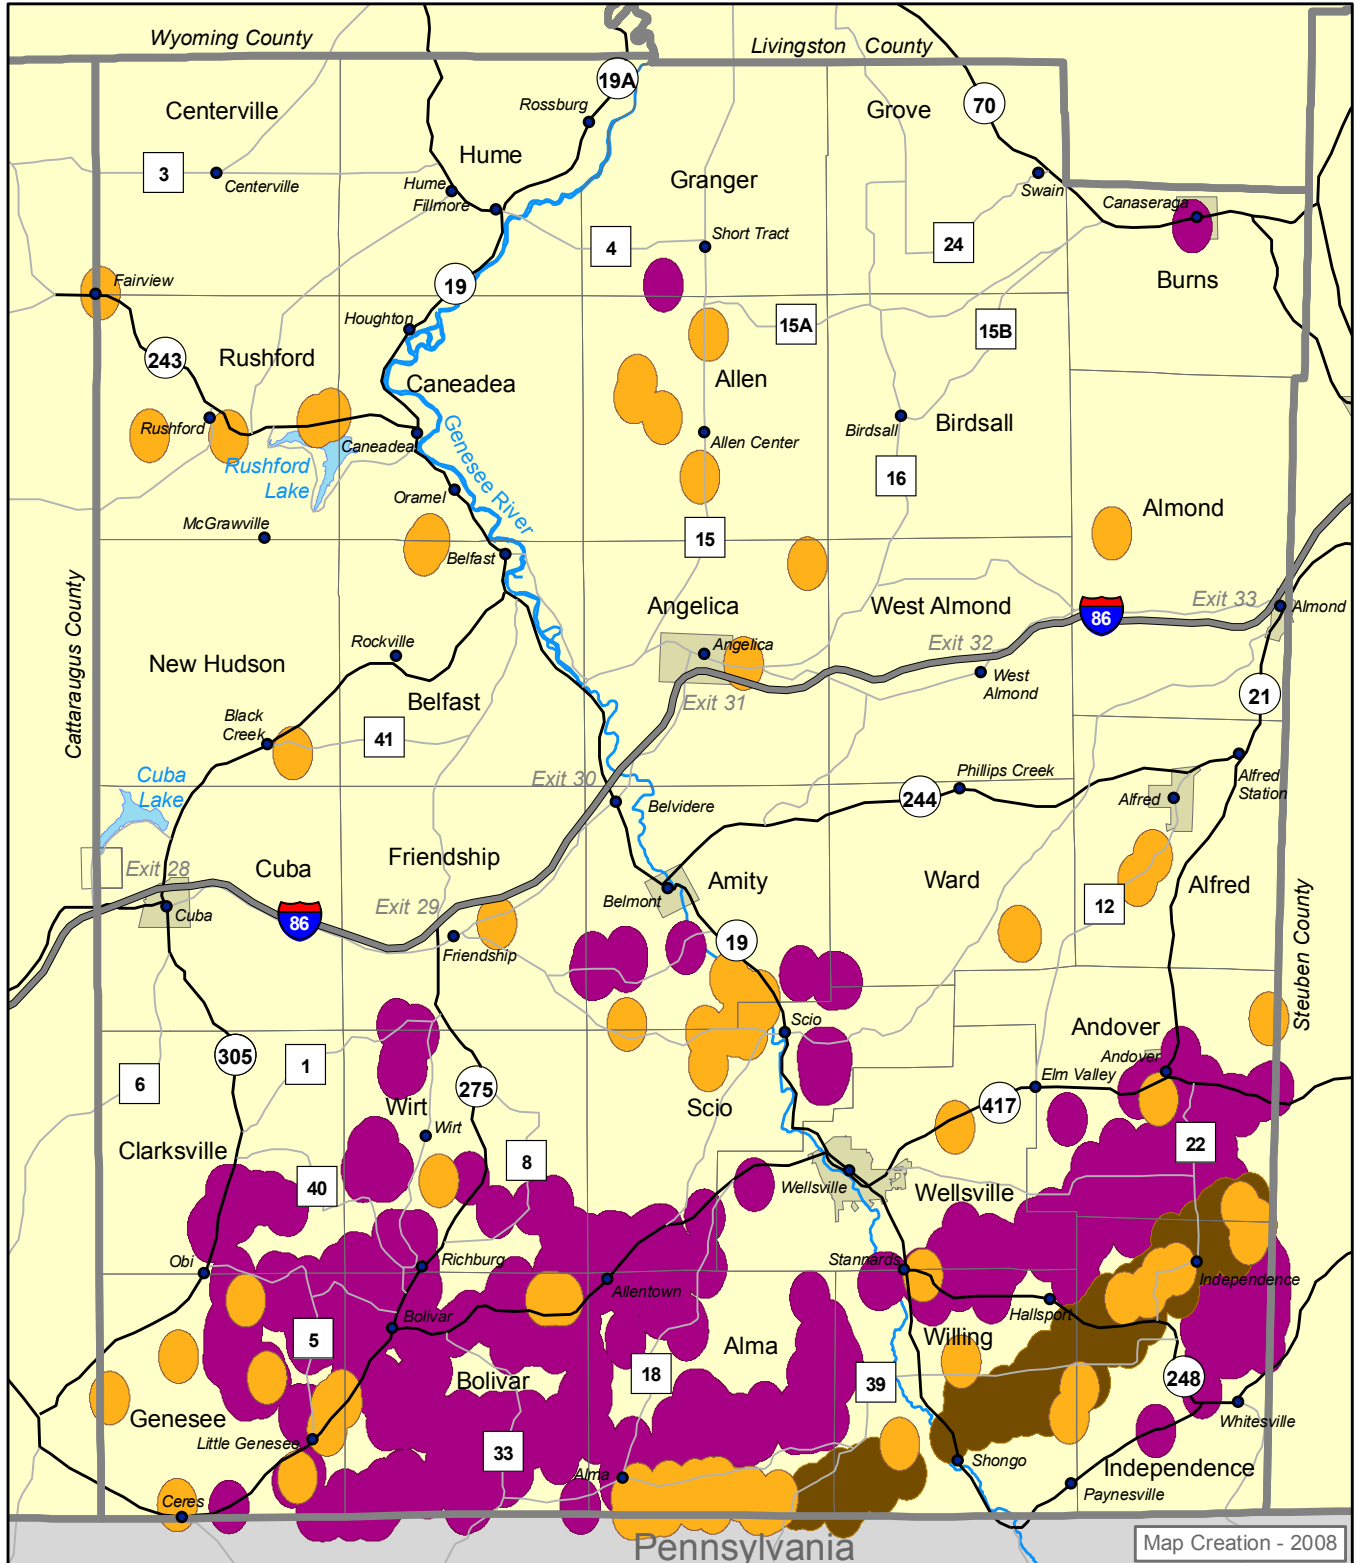 Wyoming County
Livingston County
19A
Rossburg
Centerville
Grove
70
Hume
3
Centerville
Granger
Hume
Fillmore
Swain
Canaseraga
Short Tract
4
24
Fairview
19
Burns
Houghton
15A
15B
243
Rushford
Caneadea
Allen
Rushford
Birdsall
Birdsall
Caneadea
Allen Center
Genesee River
Rushford
Lake
16
Oramel
Almond
McGrawville
15
Belfast
Cattaraugus County
Angelica
West Almond
Exit 33
Almond
86
Rockville
Angelica
Exit 32
New Hudson
West
Almond
Belfast
Exit 31
21
Black
Creek
41
Cuba
Lake
Exit 30
Phillips Creek
Alfred
Station
Belvidere
244
Alfred
Exit 28
Cuba
Friendship
Amity
Ward
Alfred
Belmont
Cuba
86
Exit 29
12
Friendship
19
Steuben County
Scio
Andover
305
1
Andover
6
Elm Valley
275
417
Wirt
Scio
Wirt
22
Clarksville
8
40
Wellsville
Wellsville
Obi
Richburg
Stannards
Independence
Allentown
Hallsport
Bolivar
5
Alma
Willing
18
39
248
Bolivar
Genesee
Whitesville
Little Genesee
33
Shongo
Alma
Independence
Paynesville
Ceres
Pennsylvania
Map Creation - 2008